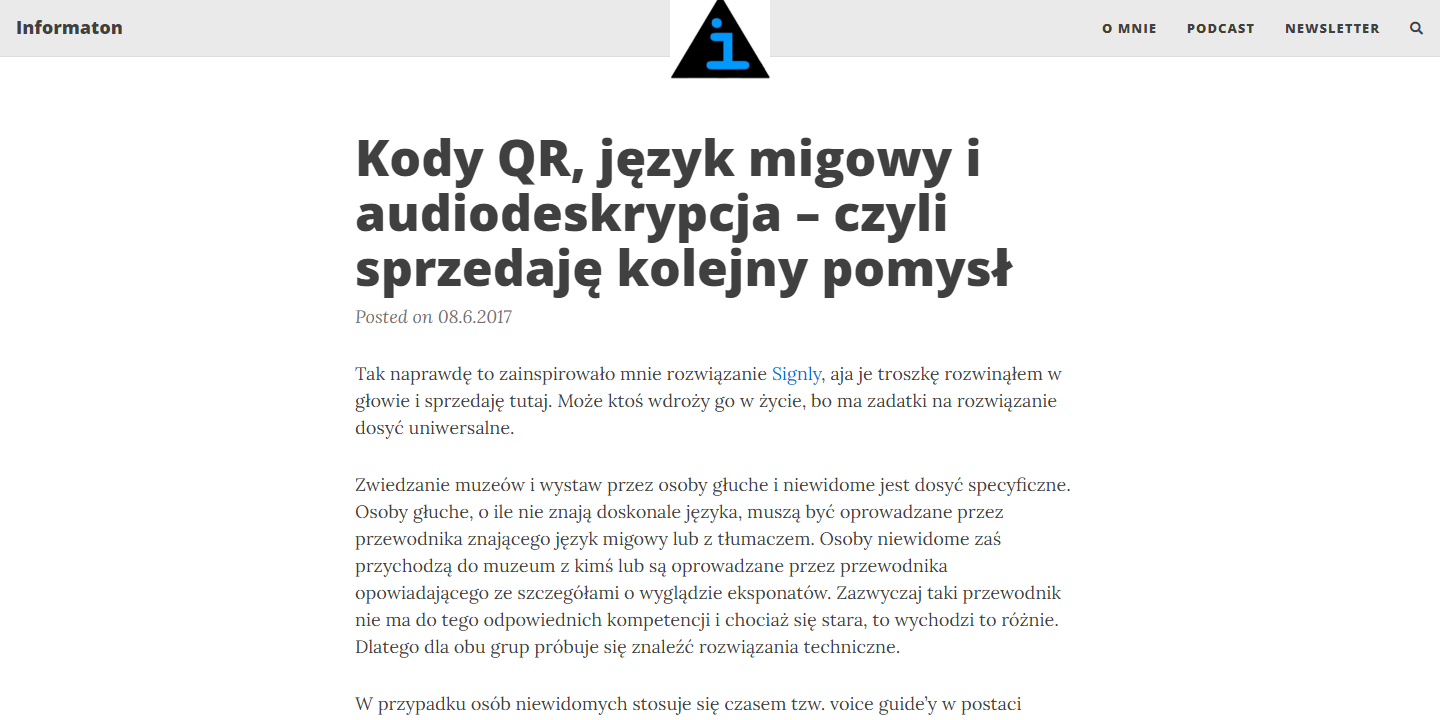 Informaton
i
O MNIE
PODCAST
NEWSLETTER
Kody QR, język migowy i
audiodeskrypcja – czyli
sprzedaję kolejny pomysł
Posted on 08.6.2017
Tak naprawdę to zainspirowało mnie rozwiązanie Signly, aja je troszkę rozwinąłem w
głowie i sprzedaję tutaj. Może ktoś wdroży go w życie, bo ma zadatki na rozwiązanie
dosyć uniwersalne.
Zwiedzanie muzeów i wystaw przez osoby głuche i niewidome jest dosyć specyficzne.
Osoby głuche, o ile nie znają doskonale języka, muszą być oprowadzane przez
przewodnika znającego język migowy lub z tłumaczem. Osoby niewidome zaś
przychodzą do muzeum z kimś lub są oprowadzane przez przewodnika
opowiadającego ze szczegółami o wyglądzie eksponatów. Zazwyczaj taki przewodnik
nie ma do tego odpowiednich kompetencji i chociaż się stara, to wychodzi to różnie.
Dlatego dla obu grup próbuje się znaleźć rozwiązania techniczne.
W przypadku osób niewidomych stosuje się czasem tzw. voice guide’y w postaci